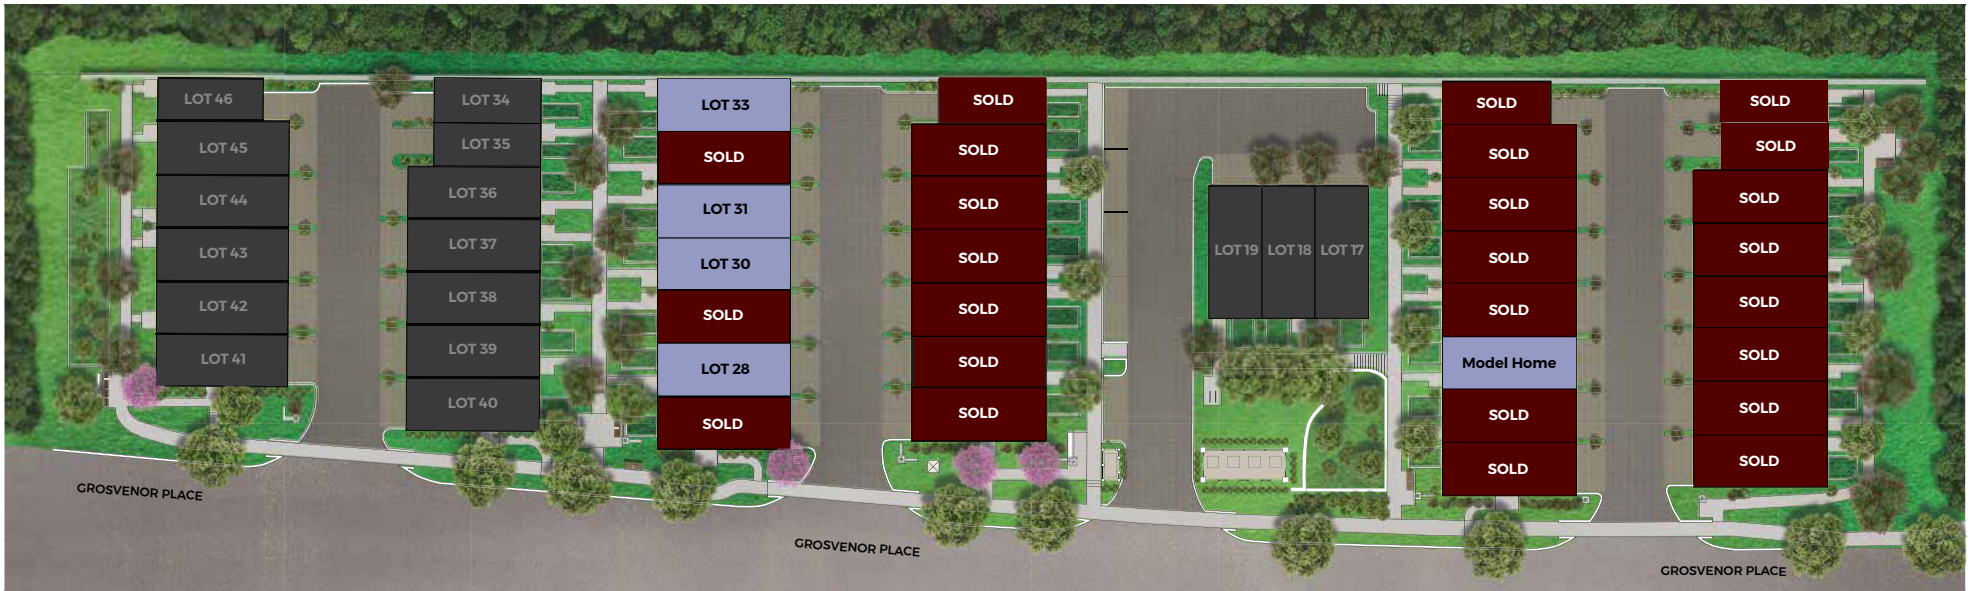 LOT 46
LOT 45
LOT 44
LOT 43
LOT 42
LOT 41
LOT 34
LOT 35
LOT 36
LOT 37
LOT 38
LOT 39
LOT 40
LOT 33
SOLD
LOT 31
LOT 30
SOLD
LOT 28
SOLD
SOLD
SOLD
SOLD
SOLD
SOLD
SOLD
SOLD
LOT 19
LOT 18
LOT 17
SOLD
SOLD
SOLD
SOLD
SOLD
Model Home
SOLD
SOLD
SOLD
SOLD
SOLD
SOLD
SOLD
SOLD
SOLD
SOLD
GROSVENOR PLACE
GROSVENOR PLACE
GROSVENOR PLACE